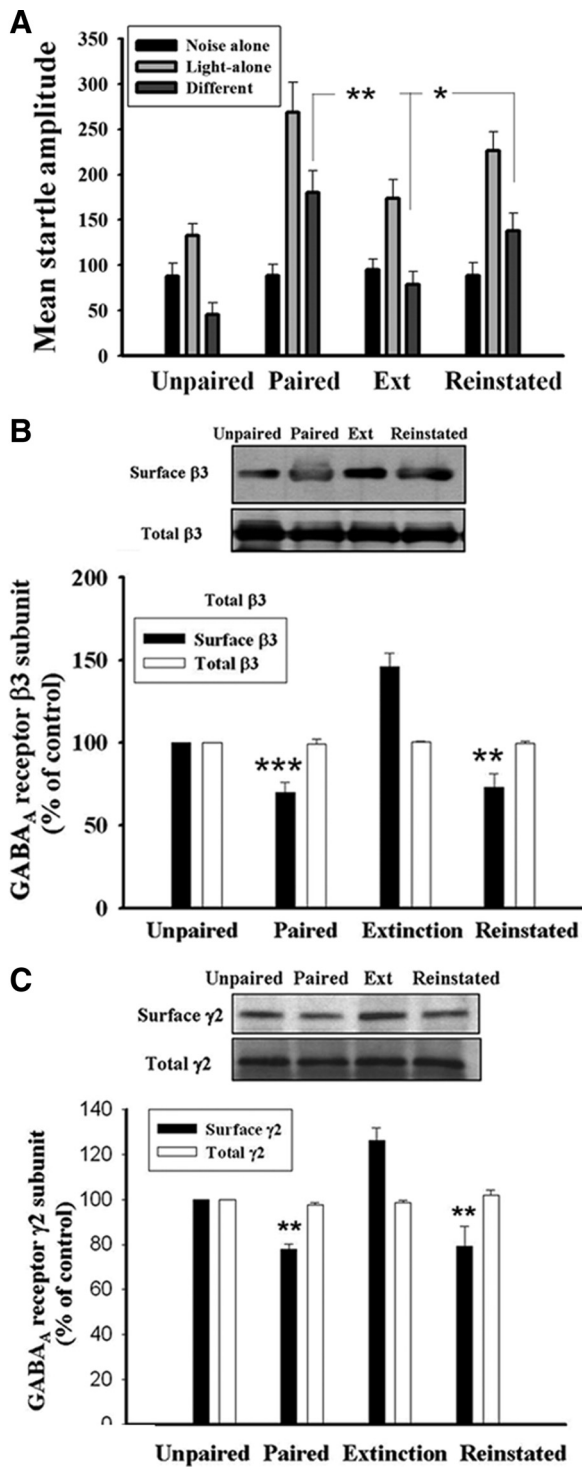 A
Mean startle amplitude
350
300
250
200
150
100
50
0
Noise alone
Light-alone
Different
** *
Unpaired Paired Ext Reinstated
B
Unpaired Paired Ext Reinstated
Surface β3
Total β3
GABAA receptor β3 subunit
(% of control)
200
150
100
50
0
Total β3
Surface β3
Total β3
***
**
Unpaired Paired Extinction Reinstated
C
Unpaired Paired Ext Reinstated
Surface γ2
Total γ2
GABAA receptor γ2 subunit
(% of control)
140
120
100
80
60
40
20
0
Surface γ2
Total γ2
**
**
Unpaired Paired Extinction Reinstated